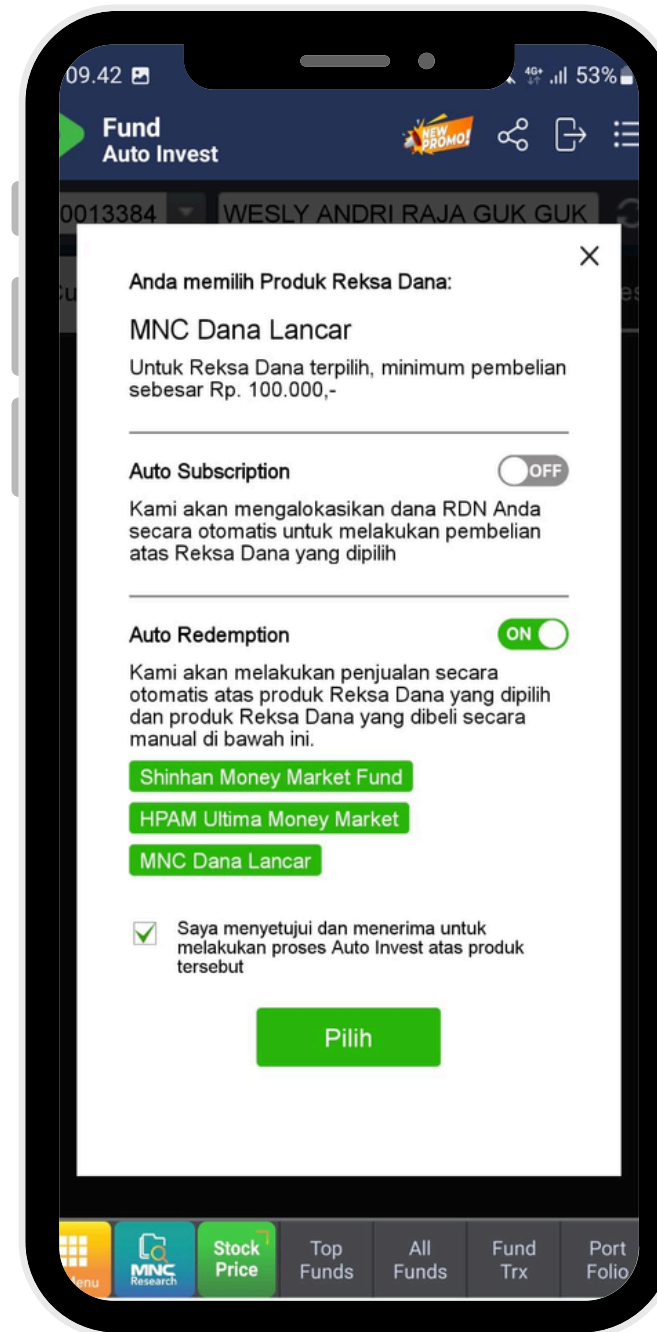 09.42
4G+
53%
Fund
Auto Invest
NEW PROMO!
0013384
WESLY ANDRI RAJA GUK GUK
Anda memilih Produk Reksa Dana:
MNC Dana Lancar
Untuk Reksa Dana terpilih, minimum pembelian
sebesar Rp. 100.000,-
Auto Subscription
OFF
Kami akan mengalokasikan dana RDN Anda
secara otomatis untuk melakukan pembelian
atas Reksa Dana yang dipilih
Auto Redemption
ON
Kami akan melakukan penjualan secara
otomatis atas produk Reksa Dana yang dipilih
dan produk Reksa Dana yang dibeli secara
manual di bawah ini.
Shinhan Money Market Fund
HPAM Ultima Money Market
MNC Dana Lancar
Saya menyetujui dan menerima untuk
melakukan proses Auto Invest atas produk
tersebut
Pilih
MNC
Research
Stock
Price
Top
Funds
All
Funds
Fund
Trx
Port
Folio